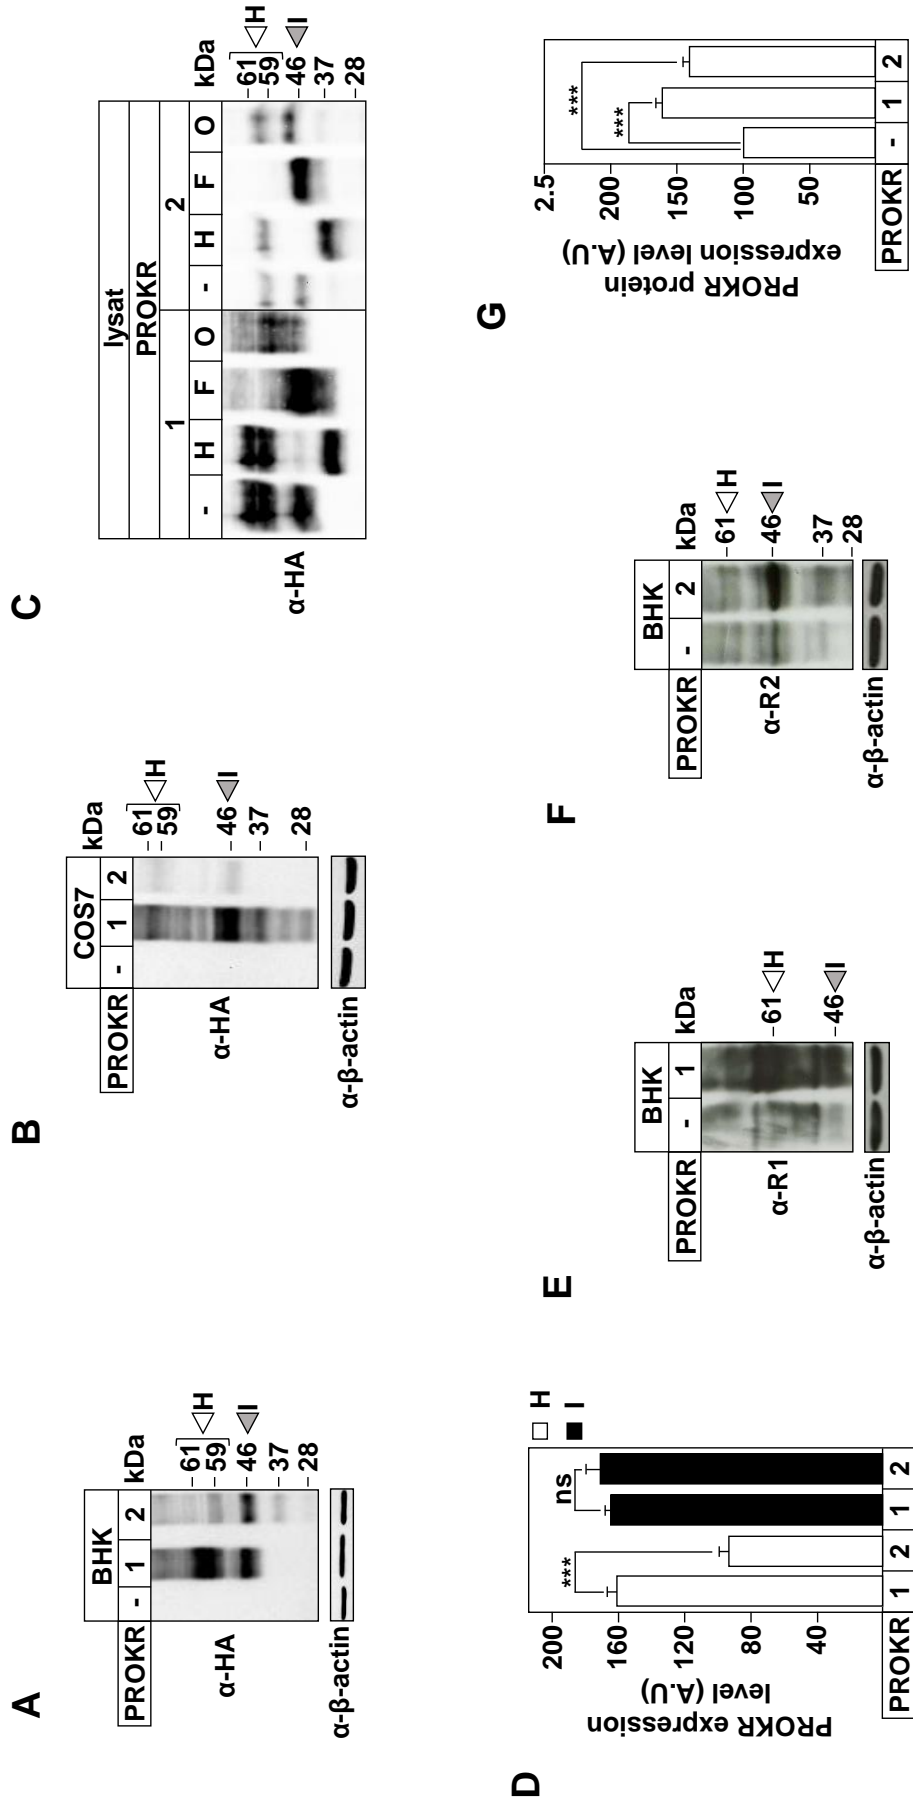 A
BHK
PROKR - 1 2 kDa
α-HA
61
59
46
37
28
H
I
α-β-actin
B
COS7
PROKR - 1 2 kDa
α-HA
61
59
46
37
28
H
I
α-β-actin
C
lysat
PROKR
1 2
- H F O - H F O kDa
α-HA
61
59
46
37
28
H
I
D
PROKR expression
level (A.U)
200
160
120
80
40
*** ns
H
I
PROKR 1 2 1 2
E
BHK
PROKR - 1 kDa
α-R1
61 H
46 I
α-β-actin
F
BHK
PROKR - 2 kDa
α-R2
61 H
46 I
37
28
α-β-actin
G
PROKR protein
expression level (A.U)
2.5
200
150
100
50
***
***
PROKR - 1 2